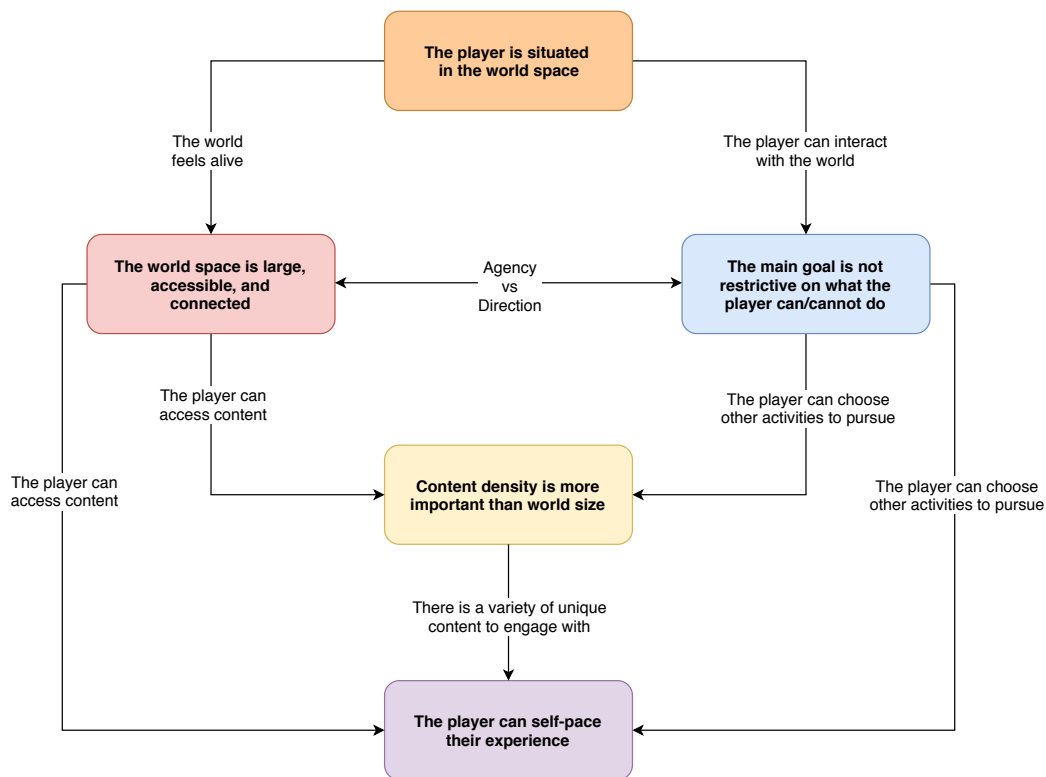 The player is situated
in the world space
The world
feels alive
The player can interact
with the world
The world space is large,
accessible, and
connected
Agency
vs
Direction
The main goal is not
restrictive on what the
player can/cannot do
The player can
access content
The player can choose
other activities to pursue
The player can
access content
Content density is more
important than world size
The player can choose
other activities to pursue
There is a variety of unique
content to engage with
The player can self-pace
their experience